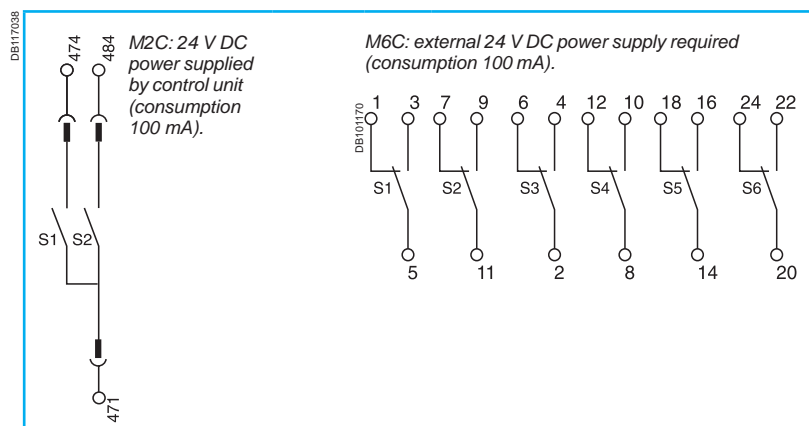 DB117038
474 484
M2C: 24 V DC
power supplied
by control unit
(consumption
100 mA).
S1 S2
471
M6C: external 24 V DC power supply required
(consumption 100 mA).
DB101170
1 3 7 9 6 4 12 10 18 16 24 22
S1 S2 S3 S4 S5 S6
5 11 2 8 14 20